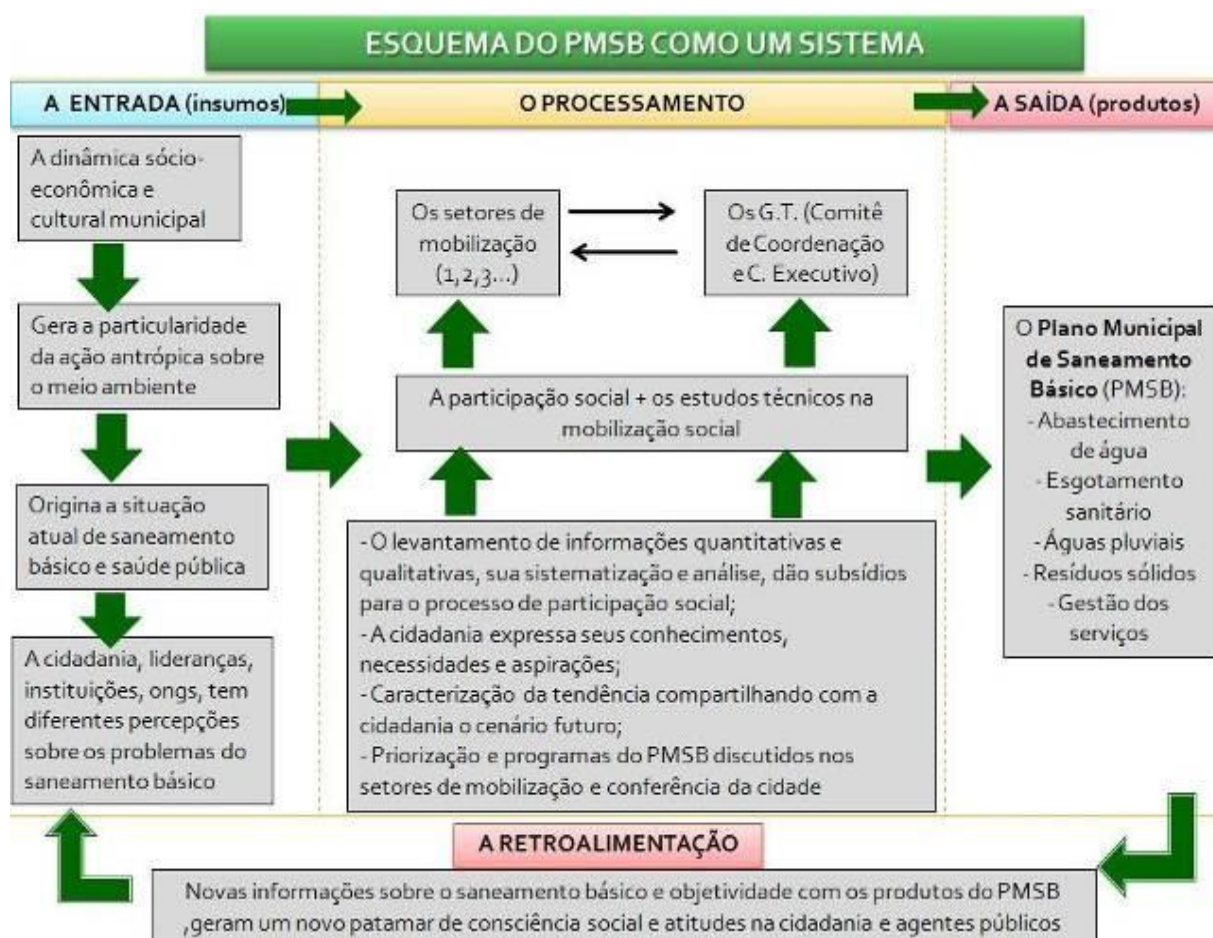 ESQUEMA DO PMSB COMO UM SISTEMA
A ENTRADA (insumos)
O PROCESSAMENTO
A SAÍDA (produtos)
A dinâmica sócio-
econômica e
cultural municipal
Gera a particularidade
da ação antrópica sobre
o meio ambiente
Origina a situação
atual de saneamento
básico e saúde pública
A cidadania, lideranças,
instituições, ongs, tem
diferentes percepções
sobre os problemas do
saneamento básico
Os setores de
mobilização
(1,2,3...)
Os G.T. (Comitê
de Coordenação
e C. Executivo)
A participação social + os estudos técnicos na
mobilização social
- O levantamento de informações quantitativas e
qualitativas, sua sistematização e análise, dão subsídios
para o processo de participação social;
- A cidadania expressa seus conhecimentos,
necessidades e aspirações;
- Caracterização da tendência compartilhando com a
cidadania o cenário futuro;
- Priorização e programas do PMSB discutidos nos
setores de mobilização e conferência da cidade
O Plano Municipal
de Saneamento
Básico (PMSB):
- Abastecimento
de água
- Esgotamento
sanitário
- Águas pluviais
- Resíduos sólidos
- Gestão dos
serviços
A RETROALIMENTAÇÃO
Novas informações sobre o saneamento básico e objetividade com os produtos do PMSB
,geram um novo patamar de consciência social e atitudes na cidadania e agentes públicos